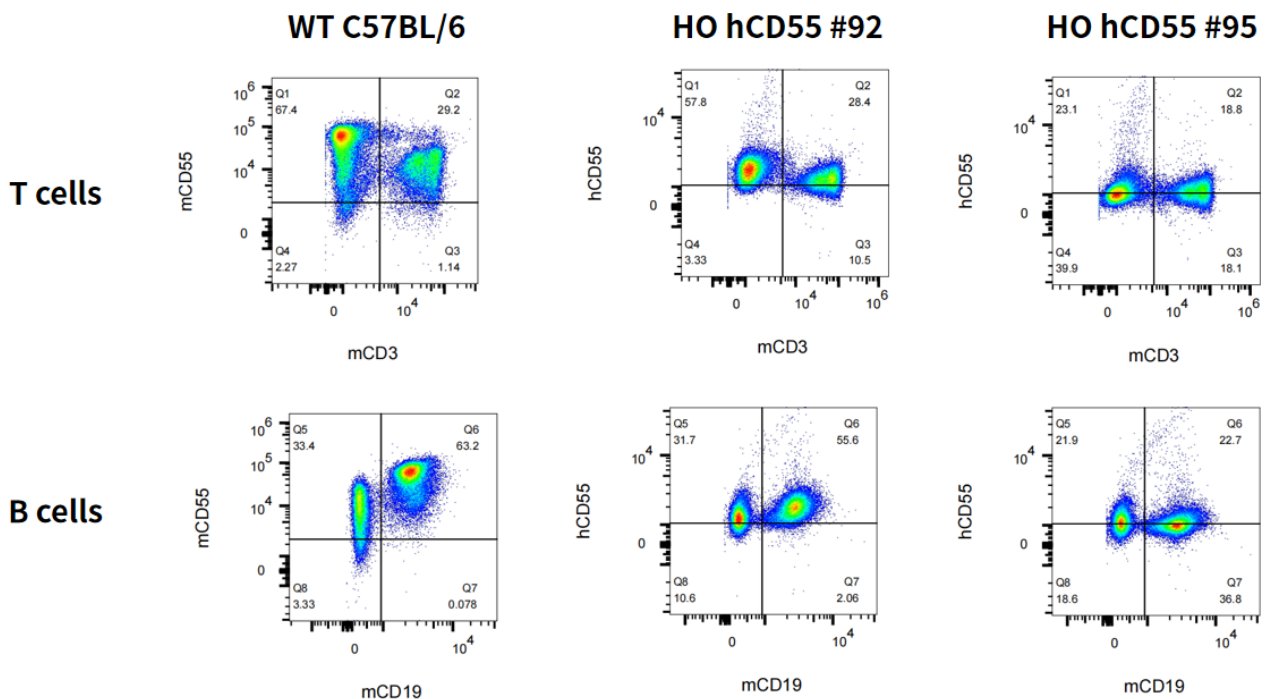 WT C57BL/6
HO hCD55 #92
HO hCD55 #95
T cells
mCD55
10^6
10^5
10^4
0
Q1
67.4
Q2
29.2
Q4
2.27
Q3
1.14
0
10^4
mCD3
hCD55
10^4
0
Q1
57.8
Q2
28.4
Q4
3.33
Q3
10.5
0
10^4
10^6
mCD3
hCD55
10^4
0
Q1
23.1
Q2
18.8
Q4
39.9
Q3
18.1
0
10^4
10^6
mCD3
B cells
mCD55
10^6
10^5
10^4
0
Q5
33.4
Q6
63.2
Q8
3.33
Q7
0.078
0
10^4
mCD19
hCD55
10^4
0
Q5
31.7
Q6
55.6
Q8
10.6
Q7
2.06
0
10^4
mCD19
hCD55
10^4
0
Q5
21.9
Q6
22.7
Q8
18.6
Q7
36.8
0
10^4
mCD19